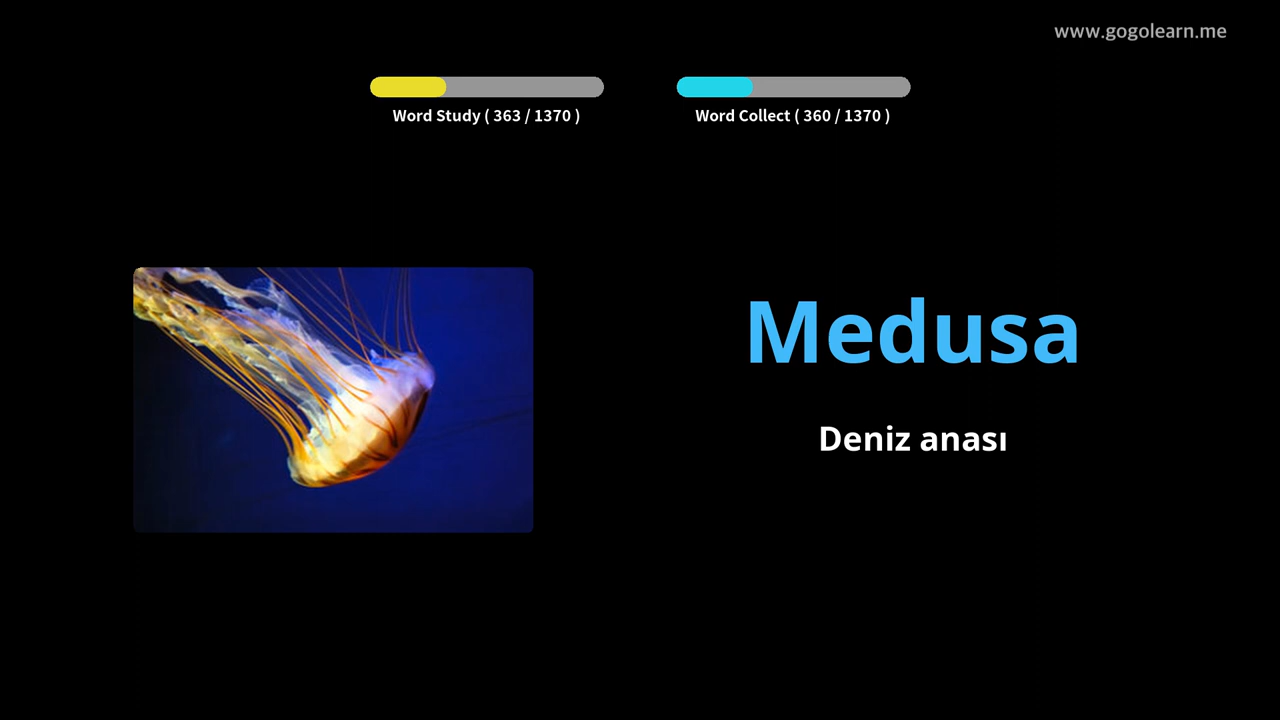 www.gogolearn.me
Word Study ( 363 / 1370 )
Word Collect ( 360 / 1370 )
Medusa
Deniz anası